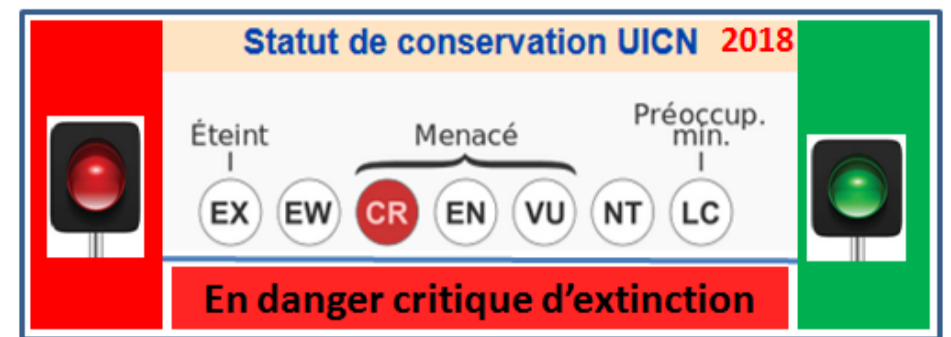 Statut de conservation UICN 2018
Préoccup.
Éteint Menacé min.
EX EW CR EN VU NT LC
En danger critique d’extinction